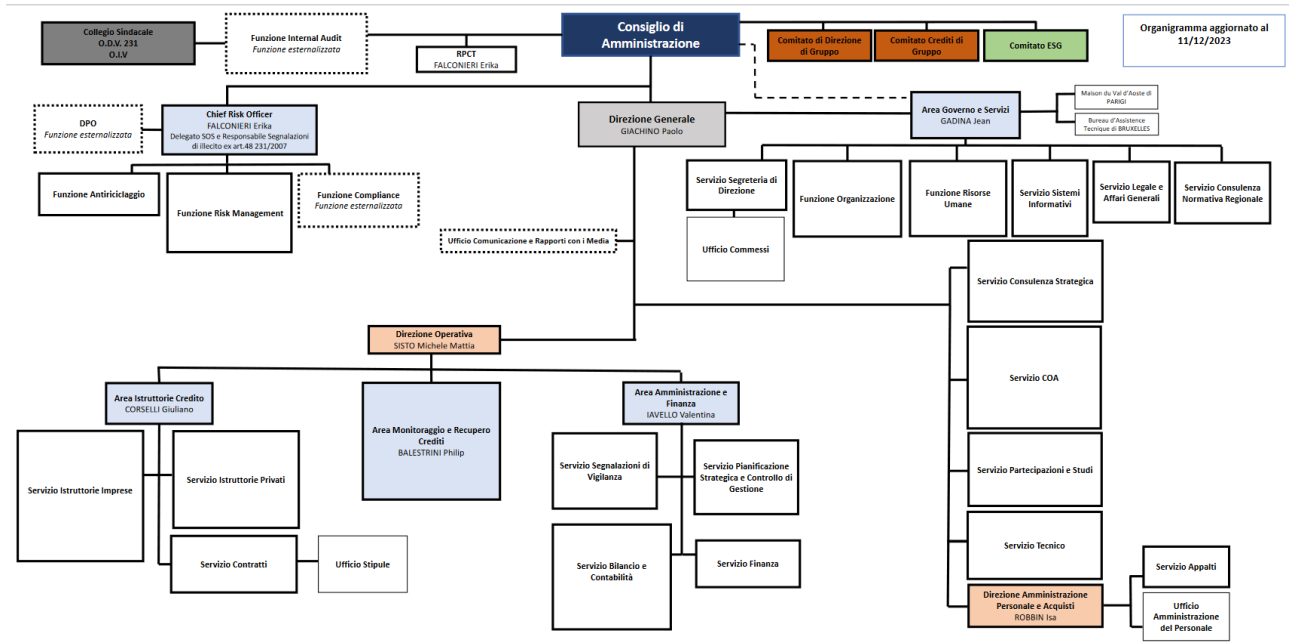 Collegio Sindacale
O.D.V. 231
O.I.V
Funzione Internal Audit
Funzione esternalizzata
RPCT
FALCONIERI Erika
Consiglio di
Amministrazione
Comitato di Direzione
di Gruppo
Comitato Crediti di
Gruppo
Comitato ESG
Organigramma aggiornato al
11/12/2023
DPO
Funzione esternalizzata
Chief Risk Officer
FALCONIERI Erika
Delegato SOS e Responsabile Segnalazioni
di illecito ex art.48 231/2007
Direzione Generale
GIACHINO Paolo
Area Governo e Servizi
GADINA Jean
Maison du Val d'Aoste di
PARIGI
Bureau d'Assistence
Tecnique di BRUXELLES
Funzione Antiriciclaggio
Funzione Risk Management
Funzione Compliance
Funzione esternalizzata
Servizio Segreteria di
Direzione
Funzione Organizzazione
Funzione Risorse
Umane
Servizio Sistemi
Informativi
Servizio Legale e
Affari Generali
Servizio Consulenza
Normativa Regionale
Ufficio Commessi
Ufficio Comunicazione e Rapporti con i Media
Servizio Consulenza Strategica
Servizio COA
Servizio Partecipazioni e Studi
Servizio Tecnico
Direzione Amministrazione
Personale e Acquisti
ROBBIN Isa
Servizio Appalti
Ufficio
Amministrazione
del Personale
Direzione Operativa
SISTO Michele Mattia
Area Istruttorie Credito
CORSELLI Giuliano
Area Monitoraggio e Recupero
Crediti
BALESTRINI Philip
Area Amministrazione e
Finanza
IAVELLO Valentina
Servizio Istruttorie Imprese
Servizio Istruttorie Privati
Servizio Contratti
Ufficio Stipule
Servizio Segnalazioni di
Vigilanza
Servizio Pianificazione
Strategica e Controllo di
Gestione
Servizio Bilancio e
Contabilità
Servizio Finanza